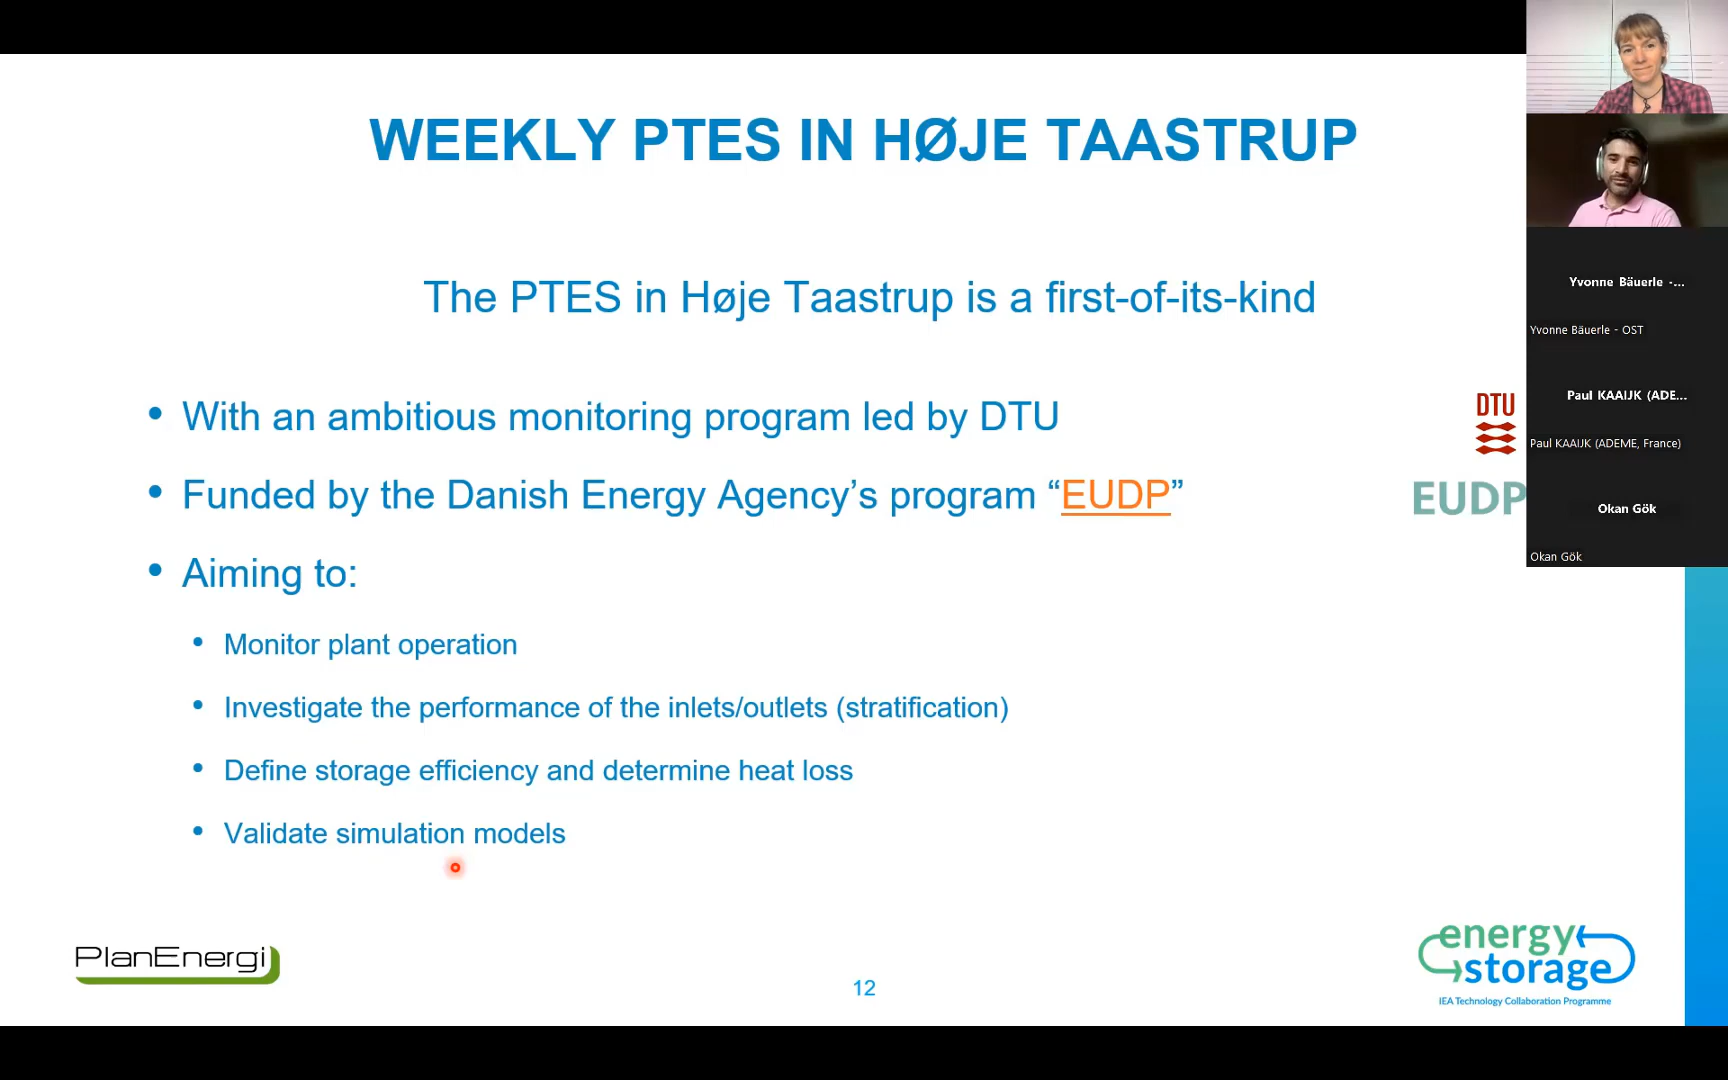 WEEKLY PTES IN HØJE TAASTRUP
The PTES in Høje Taastrup is a first-of-its-kind
• With an ambitious monitoring program led by DTU
• Funded by the Danish Energy Agency’s program “EUDP”
• Aiming to:
• Monitor plant operation
• Investigate the performance of the inlets/outlets (stratification)
• Define storage efficiency and determine heat loss
• Validate simulation models
DTU
EUDP
PlanEnergi
12
energy
storage
IEA Technology Collaboration Programme
Yvonne Bäuerle -...
Yvonne Bäuerle - OST
Paul KAAIJK (ADE...
Paul KAAIJK (ADEME, France)
Okan Gök
Okan Gök